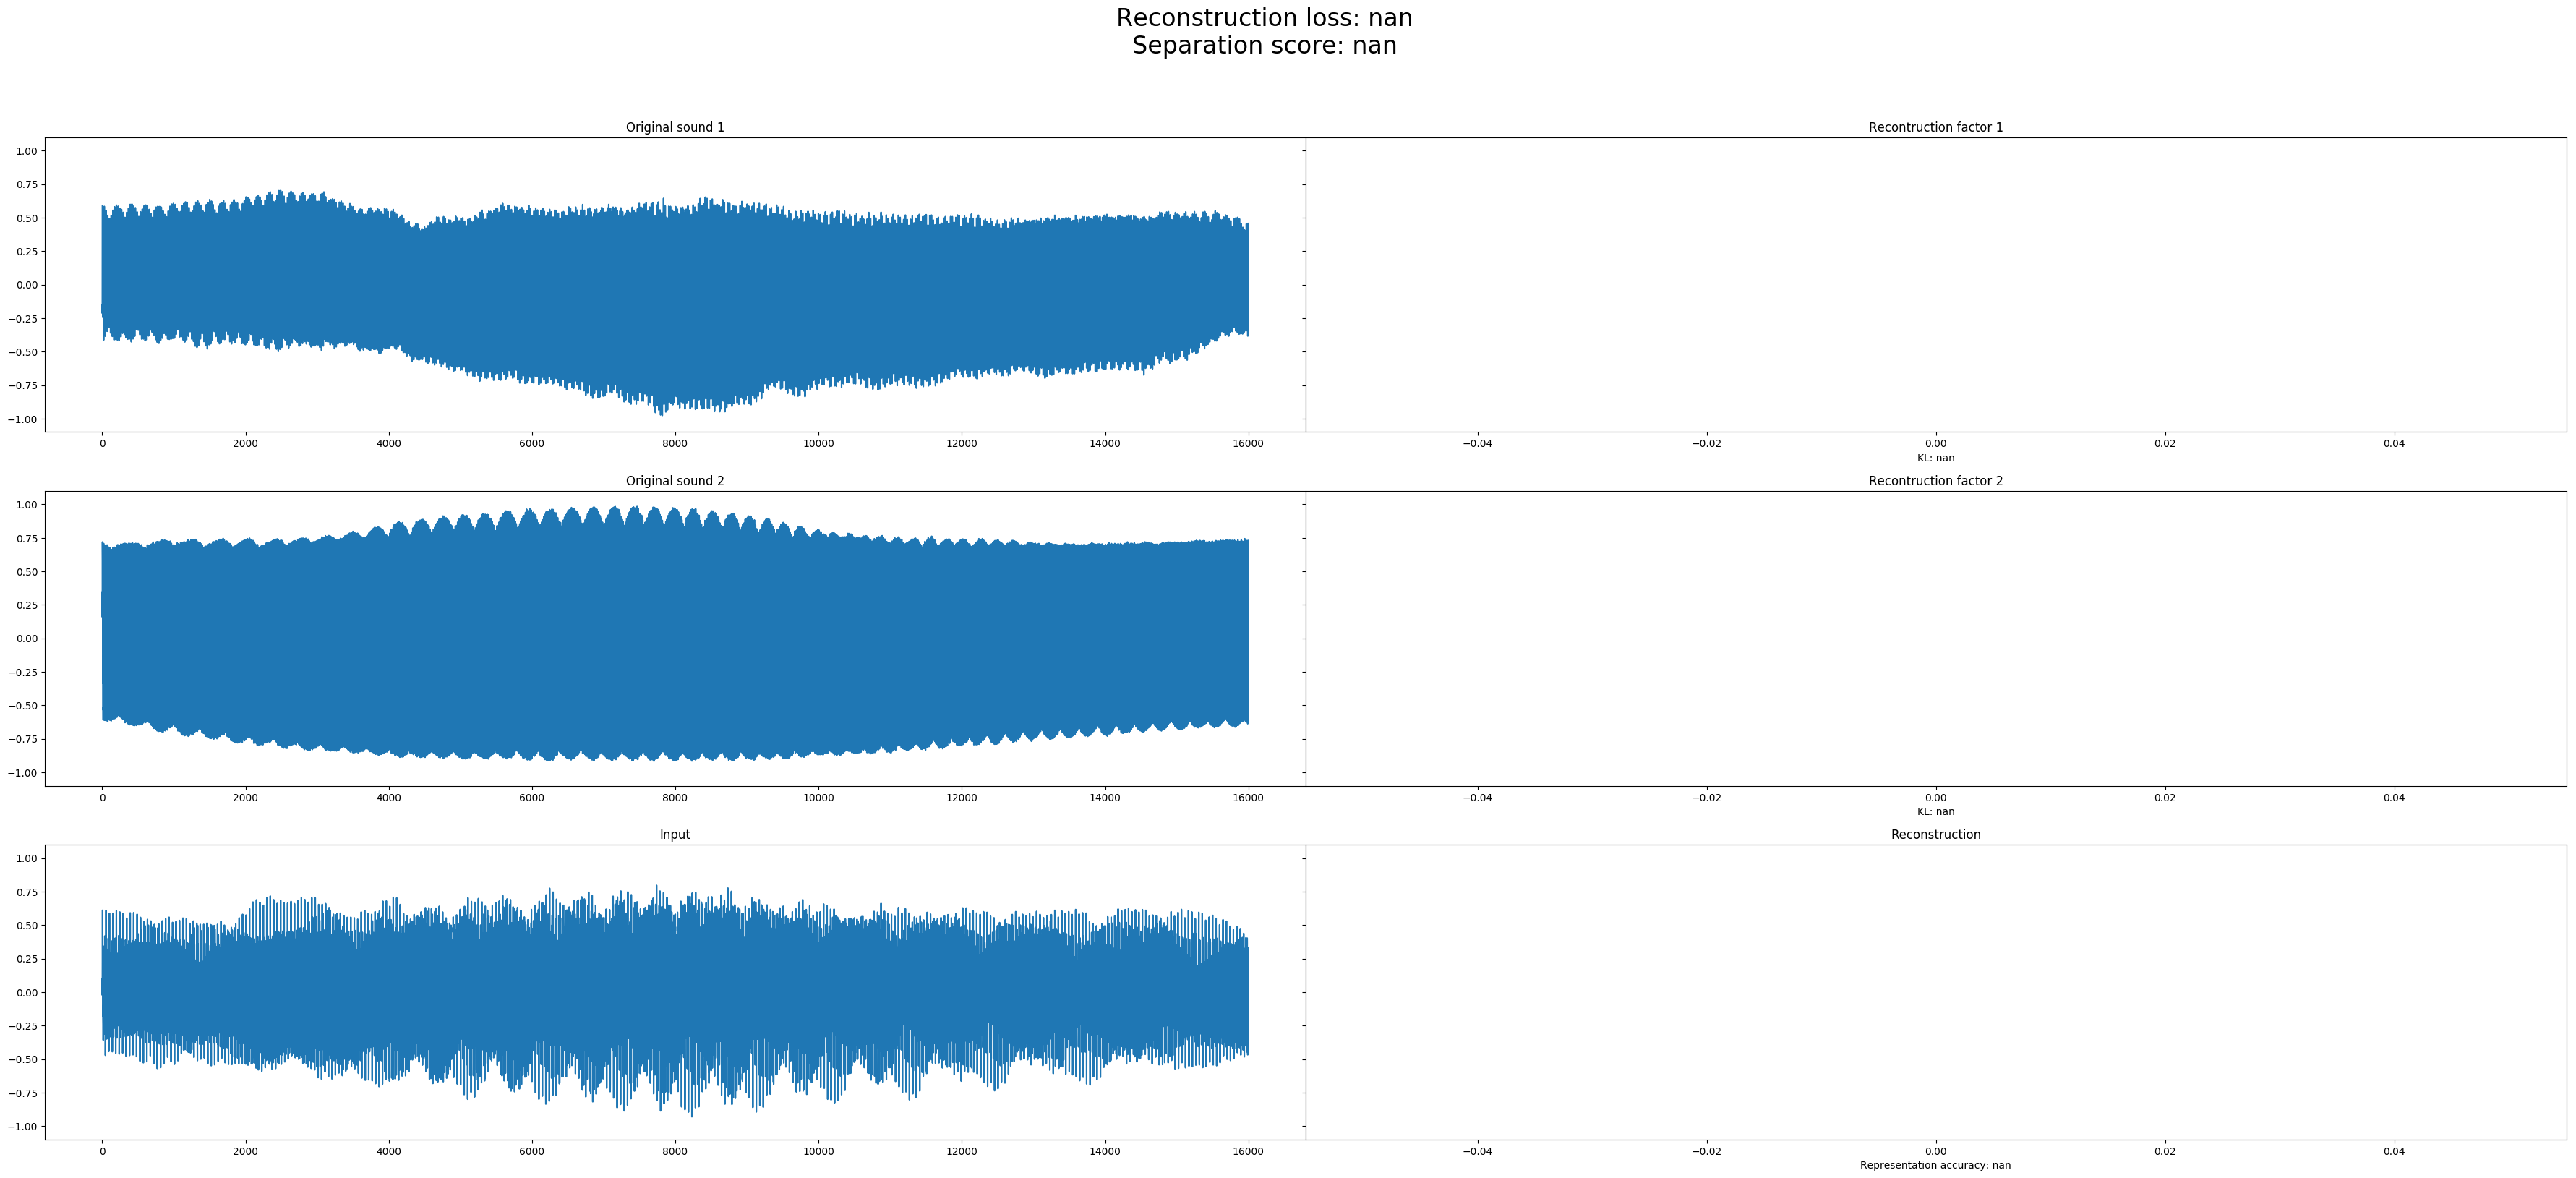 Reconstruction loss: nan
Separation score: nan
Original sound 1
Recontruction factor 1
1.00
0.75
0.50
0.25
0.00
−0.25
−0.50
−0.75
−1.00
0 2000 4000 6000 8000 10000 12000 14000 16000
−0.04 −0.02 0.00 0.02 0.04
KL: nan
Original sound 2
Recontruction factor 2
1.00
0.75
0.50
0.25
0.00
−0.25
−0.50
−0.75
−1.00
0 2000 4000 6000 8000 10000 12000 14000 16000
−0.04 −0.02 0.00 0.02 0.04
KL: nan
Input
Reconstruction
1.00
0.75
0.50
0.25
0.00
−0.25
−0.50
−0.75
−1.00
0 2000 4000 6000 8000 10000 12000 14000 16000
−0.04 −0.02 0.00 0.02 0.04
Representation accuracy: nan